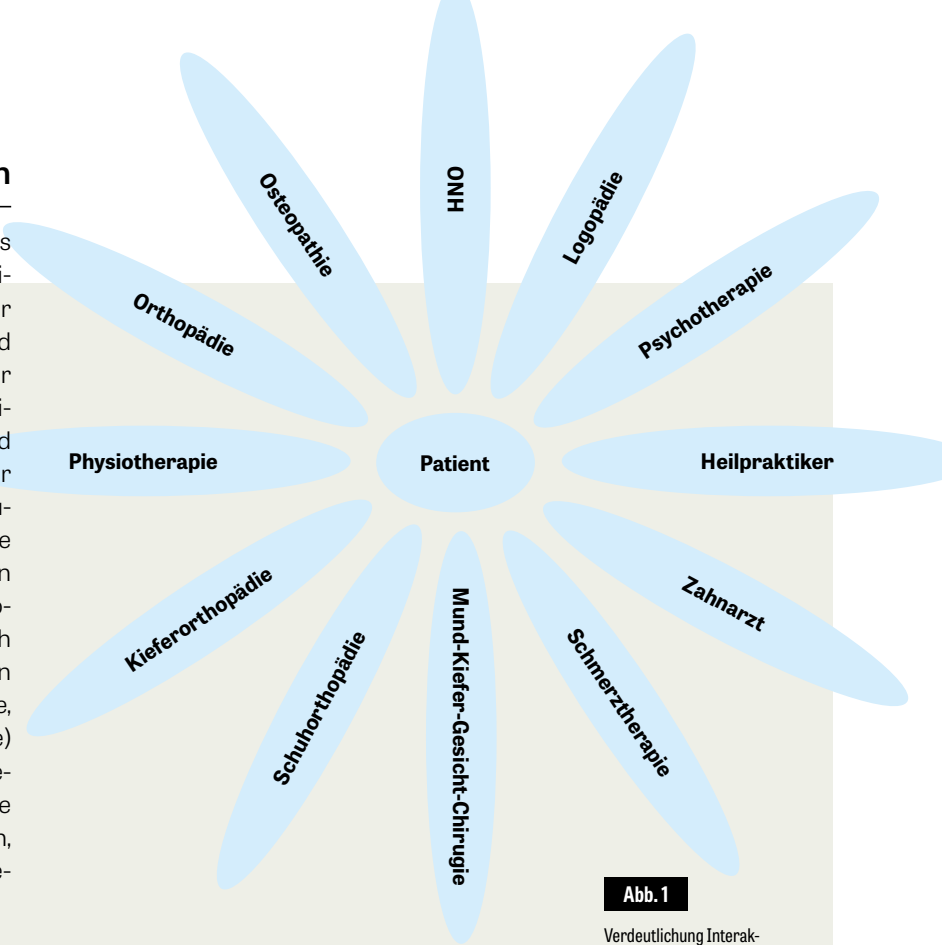 HNO
Logopädie
Psychotherapie
Heilpraktiker
Zahnarzt
Schmerztherapie
Mund-Kiefer-Gesicht-Chirugie
Schuhorthopädie
Kieferorthopädie
Physiotherapie
Orthopädie
Osteopathie
Patient
Abb. 1
Verdeutlichung Interak-